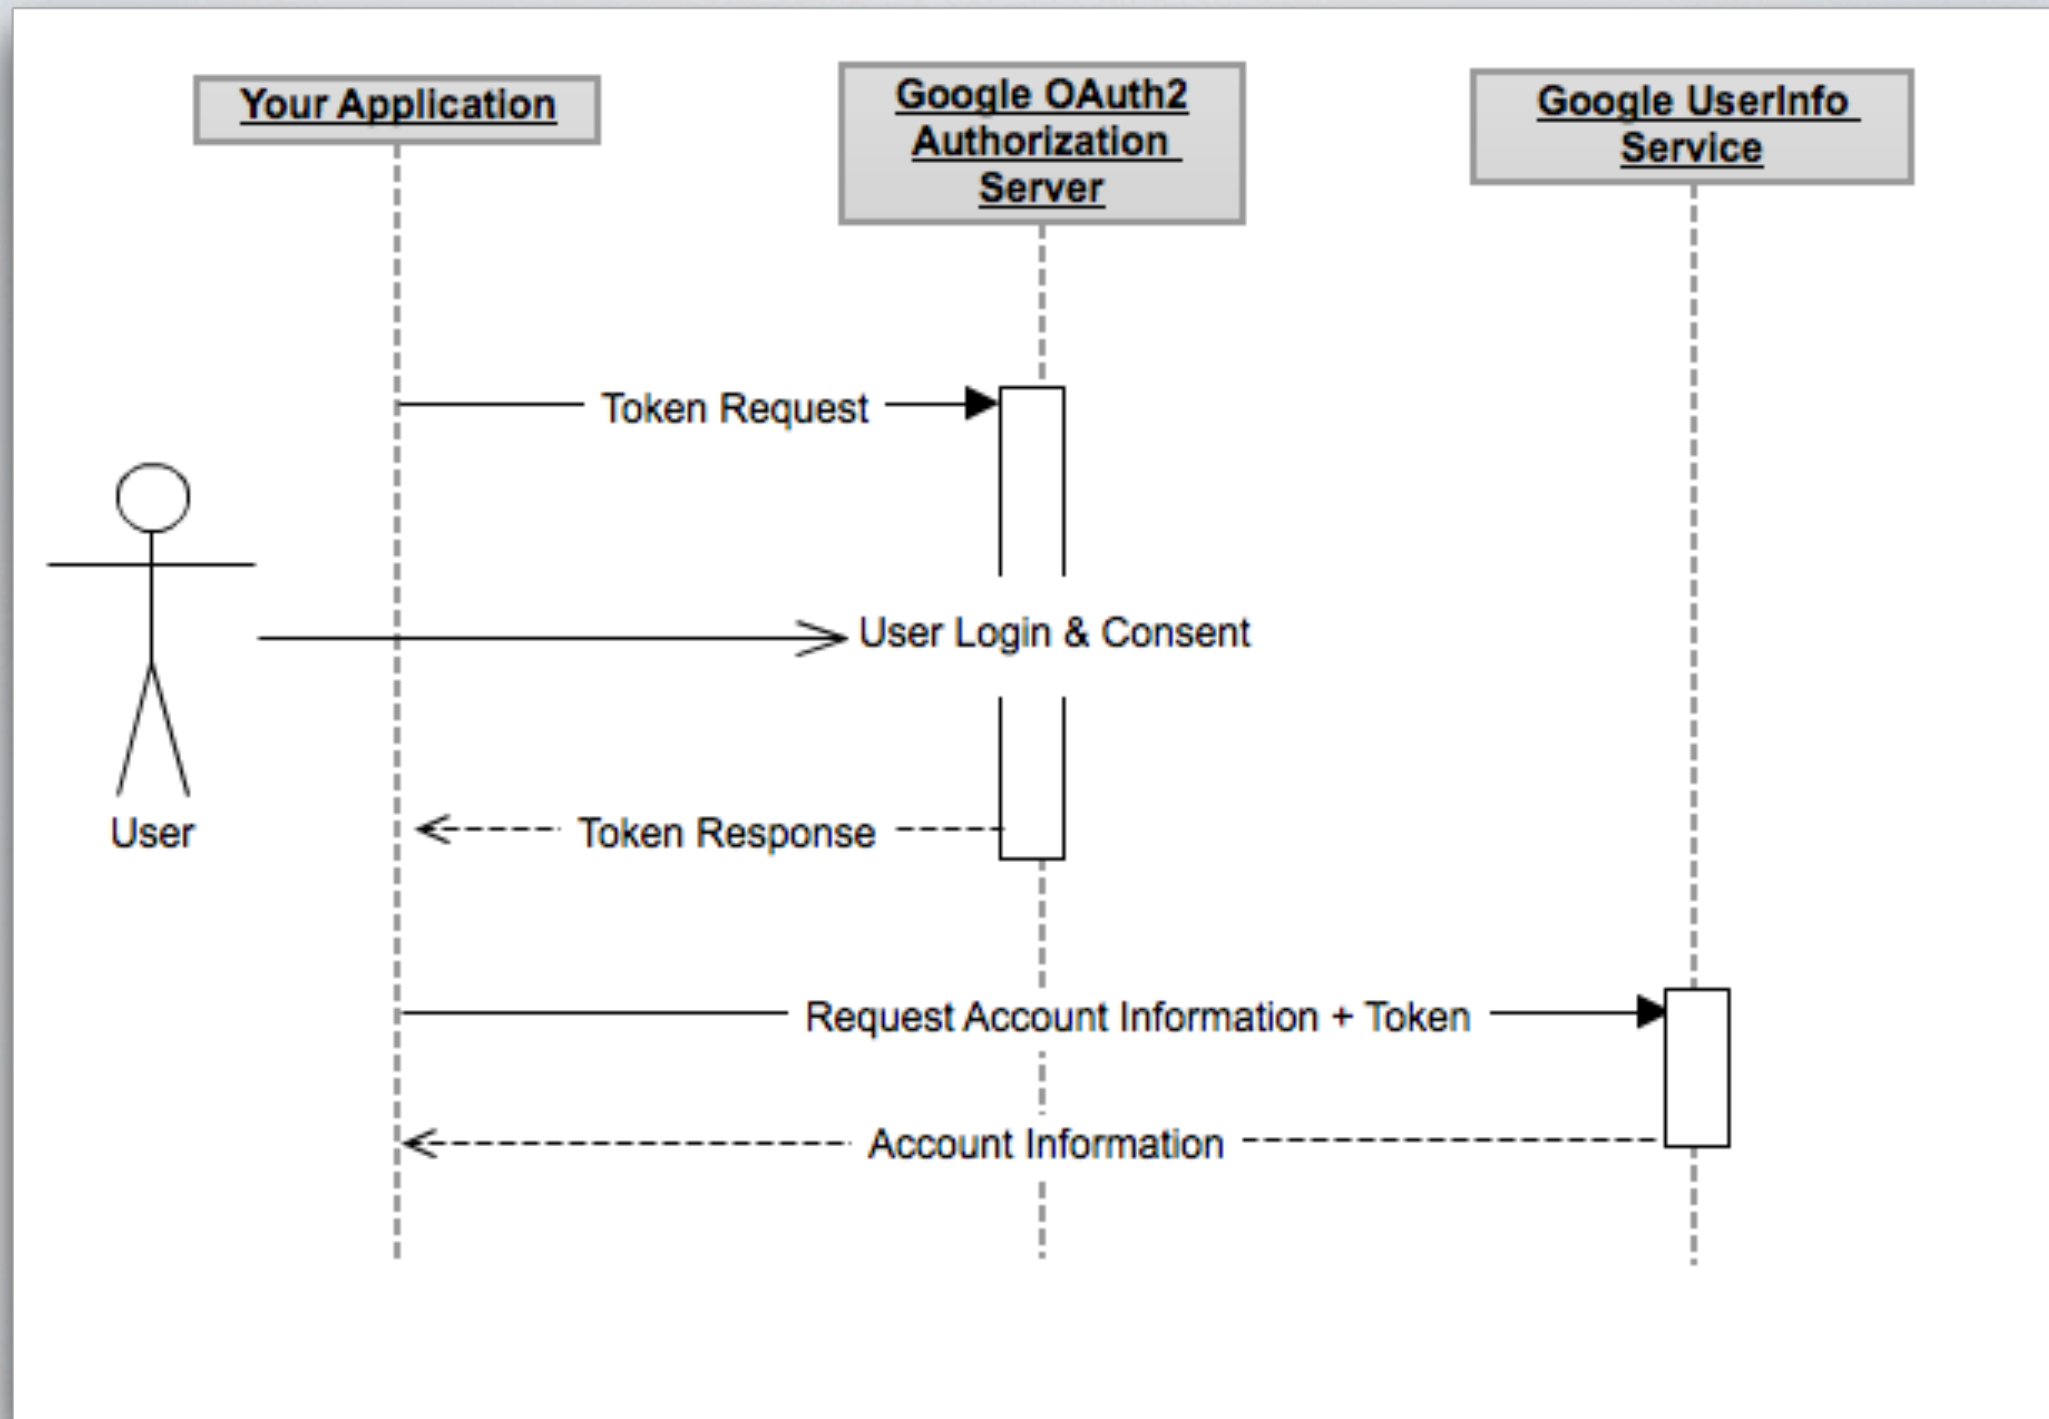 Your Application
Google OAuth2
Authorization
Server
Google UserInfo
Service
Token Request
User Login & Consent
User
Token Response
Request Account Information + Token
Account Information